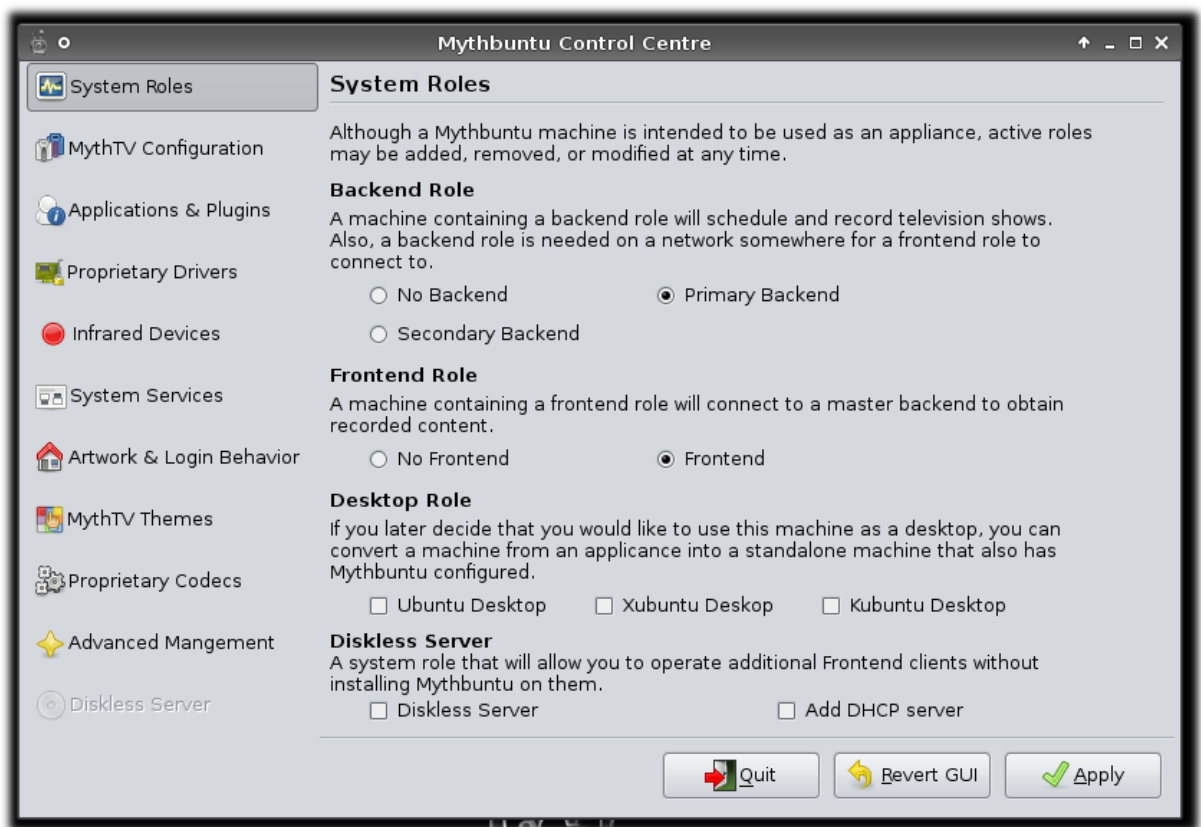 Mythbuntu Control Centre
System Roles
MythTV Configuration
Applications & Plugins
Proprietary Drivers
Infrared Devices
System Services
Artwork & Login Behavior
MythTV Themes
Proprietary Codecs
Advanced Mangement
Diskless Server
System Roles
Although a Mythbuntu machine is intended to be used as an appliance, active roles
may be added, removed, or modified at any time.
Backend Role
A machine containing a backend role will schedule and record television shows.
Also, a backend role is needed on a network somewhere for a frontend role to
connect to.
No Backend Primary Backend
Secondary Backend
Frontend Role
A machine containing a frontend role will connect to a master backend to obtain
recorded content.
No Frontend Frontend
Desktop Role
If you later decide that you would like to use this machine as a desktop, you can
convert a machine from an applicance into a standalone machine that also has
Mythbuntu configured.
Ubuntu Desktop Xubuntu Deskop Kubuntu Desktop
Diskless Server
A system role that will allow you to operate additional Frontend clients without
installing Mythbuntu on them.
Diskless Server Add DHCP server
Quit Revert GUI Apply